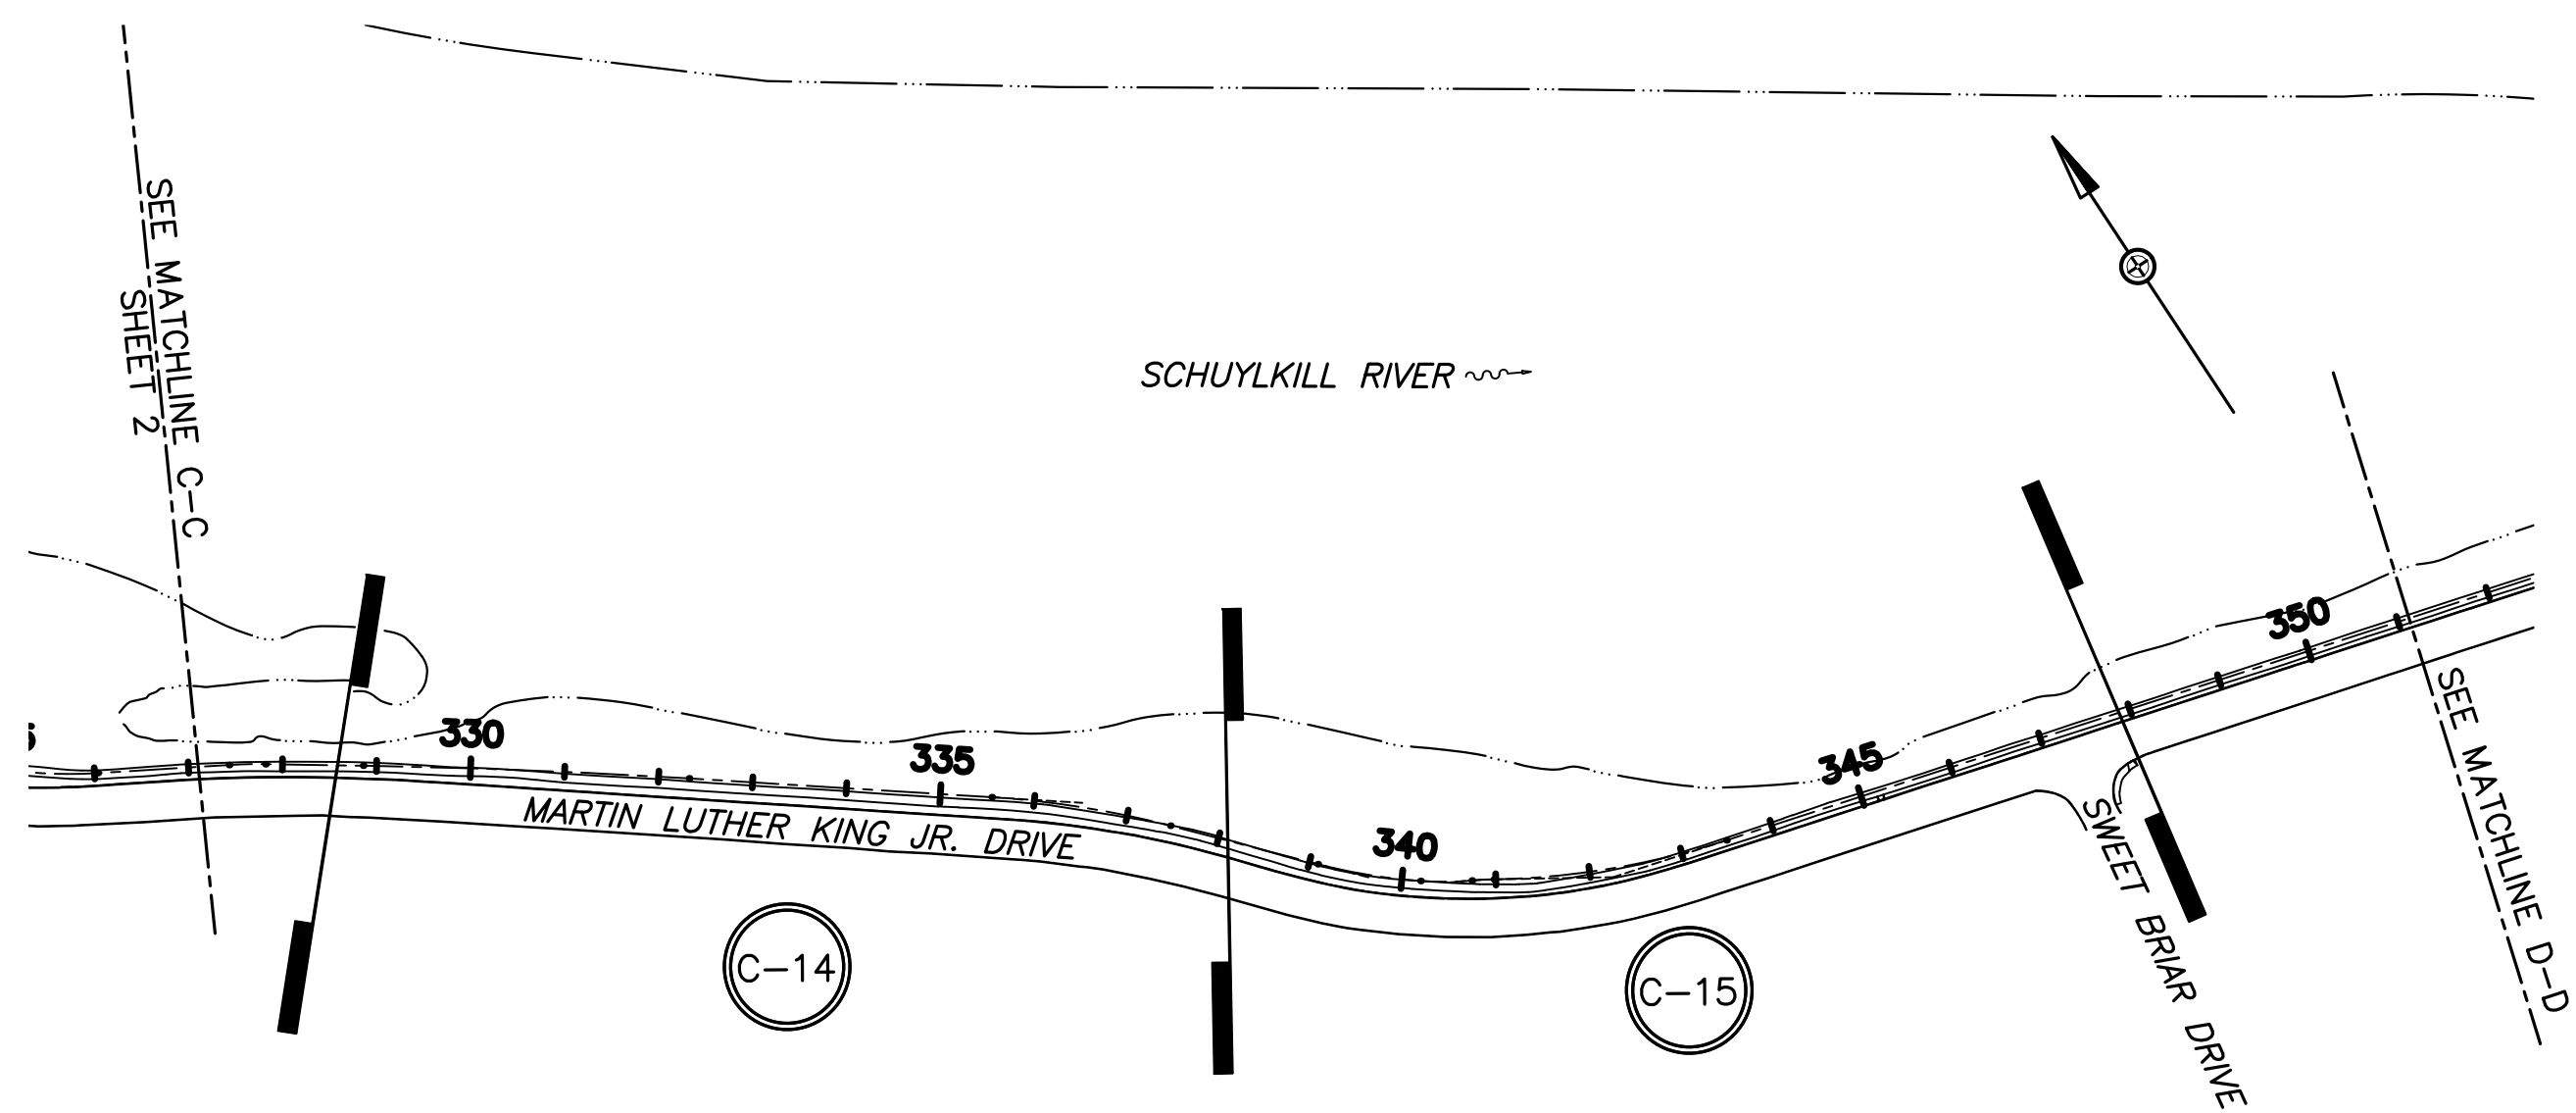 SEE MATCHLINE C-C
SHEET 2
SCHUYLKILL RIVER
330
335
340
345
350
MARTIN LUTHER KING JR. DRIVE
SWEET BRIAR DRIVE
SEE MATCHLINE D-D
C-14
C-15